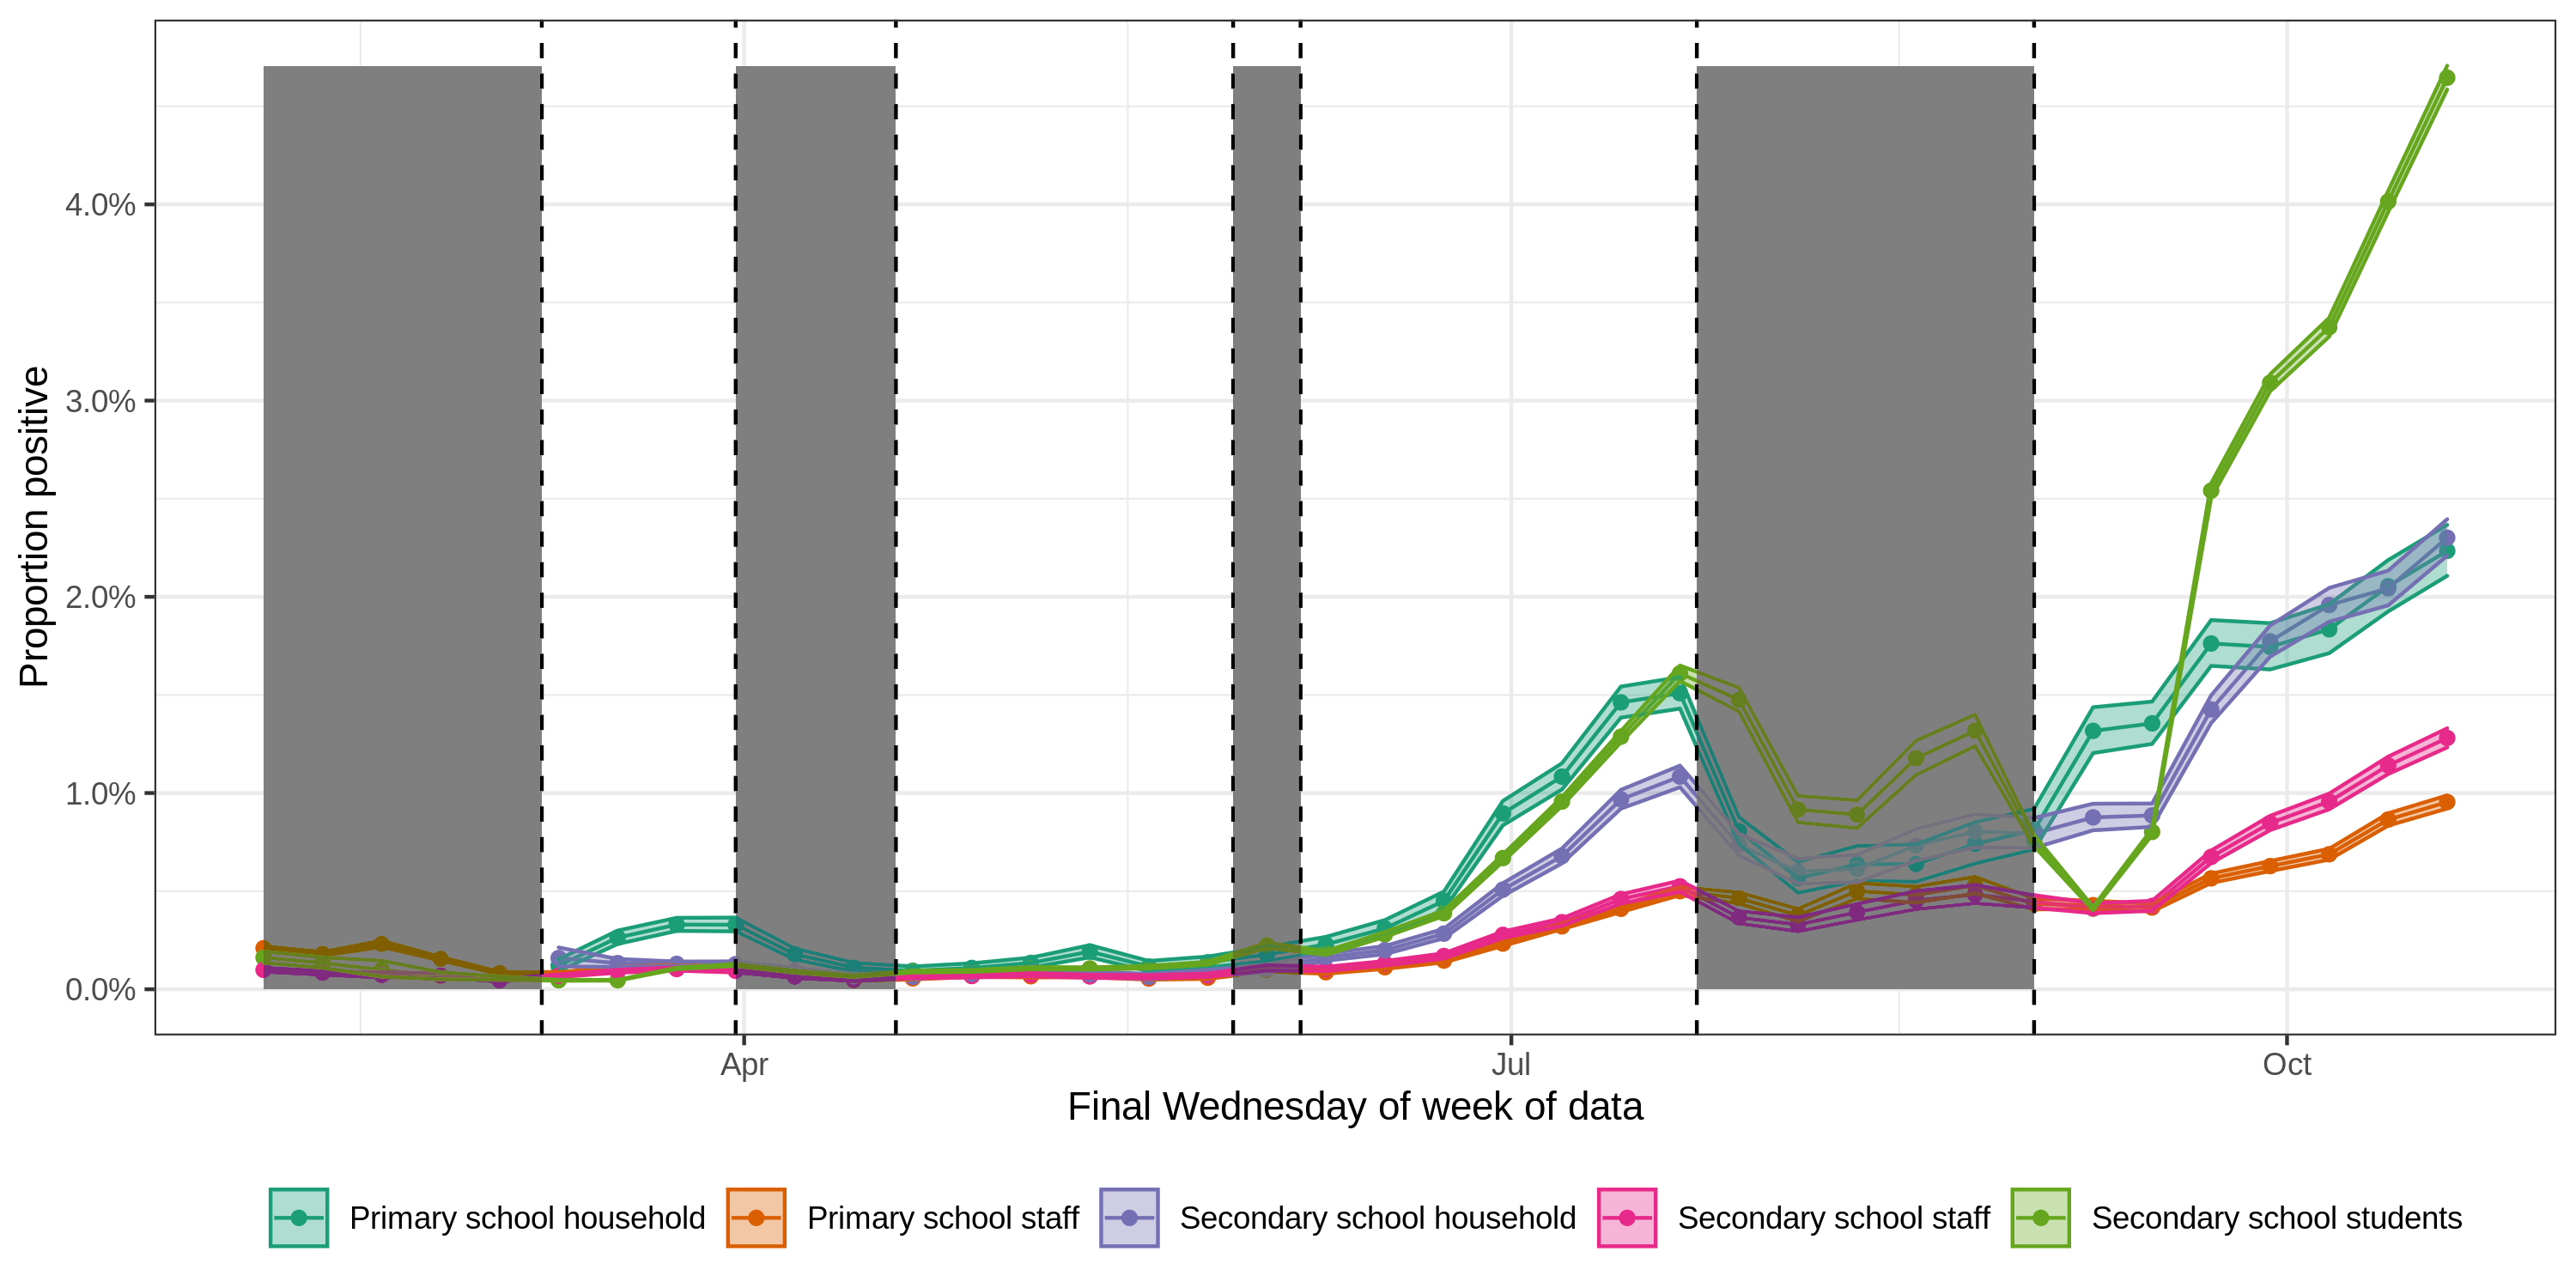 Proportion positive
4.0%
3.0%
2.0%
1.0%
0.0%
Apr Jul Oct
Final Wednesday of week of data
Primary school household Primary school staff Secondary school household Secondary school staff Secondary school students